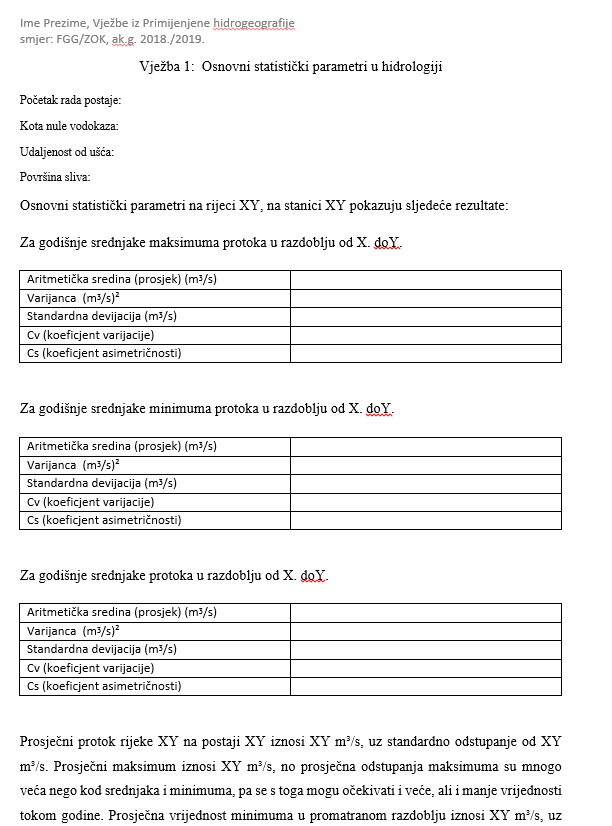 Ime Prezime, Vježbe iz Primijenjene hidrogeografije
smjer: FGG/ZOK, ak.g. 2018./2019.
Vježba 1:  Osnovni statistički parametri u hidrologiji
Početak rada postaje:
Kota nule vodokaza:
Udaljenost od ušća:
Površina sliva:
Osnovni statistički parametri na rijeci XY, na stanici XY pokazuju sljedeće rezultate:
Za godišnje srednjake maksimuma protoka u razdoblju od X. doY.
Aritmetička sredina (prosjek) (m³/s)
Varijanca  (m³/s)²
Standardna devijacija (m³/s)
Cv (koeficjent varijacije)
Cs (koeficjent asimetričnosti)
Za godišnje srednjake minimuma protoka u razdoblju od X. doY.
Aritmetička sredina (prosjek) (m³/s)
Varijanca  (m³/s)²
Standardna devijacija (m³/s)
Cv (koeficjent varijacije)
Cs (koeficjent asimetričnosti)
Za godišnje srednjake protoka u razdoblju od X. doY.
Aritmetička sredina (prosjek) (m³/s)
Varijanca  (m³/s)²
Standardna devijacija (m³/s)
Cv (koeficjent varijacije)
Cs (koeficjent asimetričnosti)
Prosječni protok rijeke XY na postaji XY iznosi XY m³/s, uz standardno odstupanje od XY
m³/s. Prosječni maksimum iznosi XY m³/s, no prosječna odstupanja maksimuma su mnogo
veća nego kod srednjaka i minimuma, pa se s toga mogu očekivati i veće, ali i manje vrijednosti
tokom godine. Prosječna vrijednost minimuma u promatranom razdoblju iznosi XY m³/s, uz